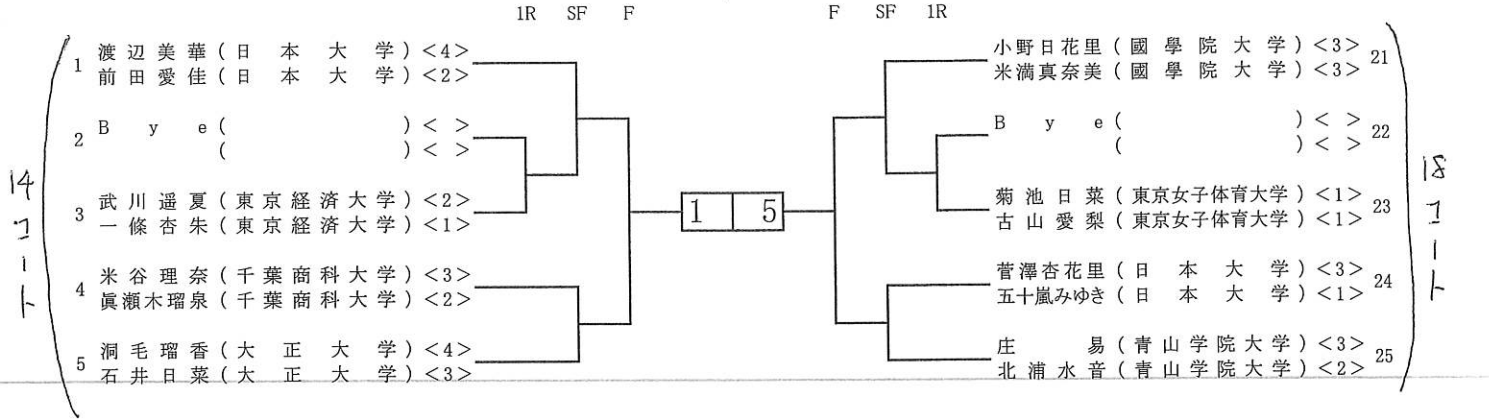 1R SF F
F SF 1R
1 渡辺美華(日本大学)<4>
前田愛佳(日本大学)<2>
2 Bye( )< >
( )< >
3 武川遥夏(東京経済大学)<2>
一條杏朱(東京経済大学)<1>
4 米谷理奈(千葉商科大学)<3>
眞瀬木瑠泉(千葉商科大学)<2>
5 洞毛瑠香(大正大学)<4>
石井日菜(大正大学)<3>
14コート
1 5
小野日花里(國學院大学)<3> 21
米満真奈美(國學院大学)<3>
Bye( )< > 22
( )< >
菊池日菜(東京女子体育大学)<1> 23
古山愛梨(東京女子体育大学)<1>
菅澤杏花里(日本大学)<3> 24
五十嵐みゆき(日本大学)<1>
庄易(青山学院大学)<3> 25
北浦水音(青山学院大学)<2>
18コート